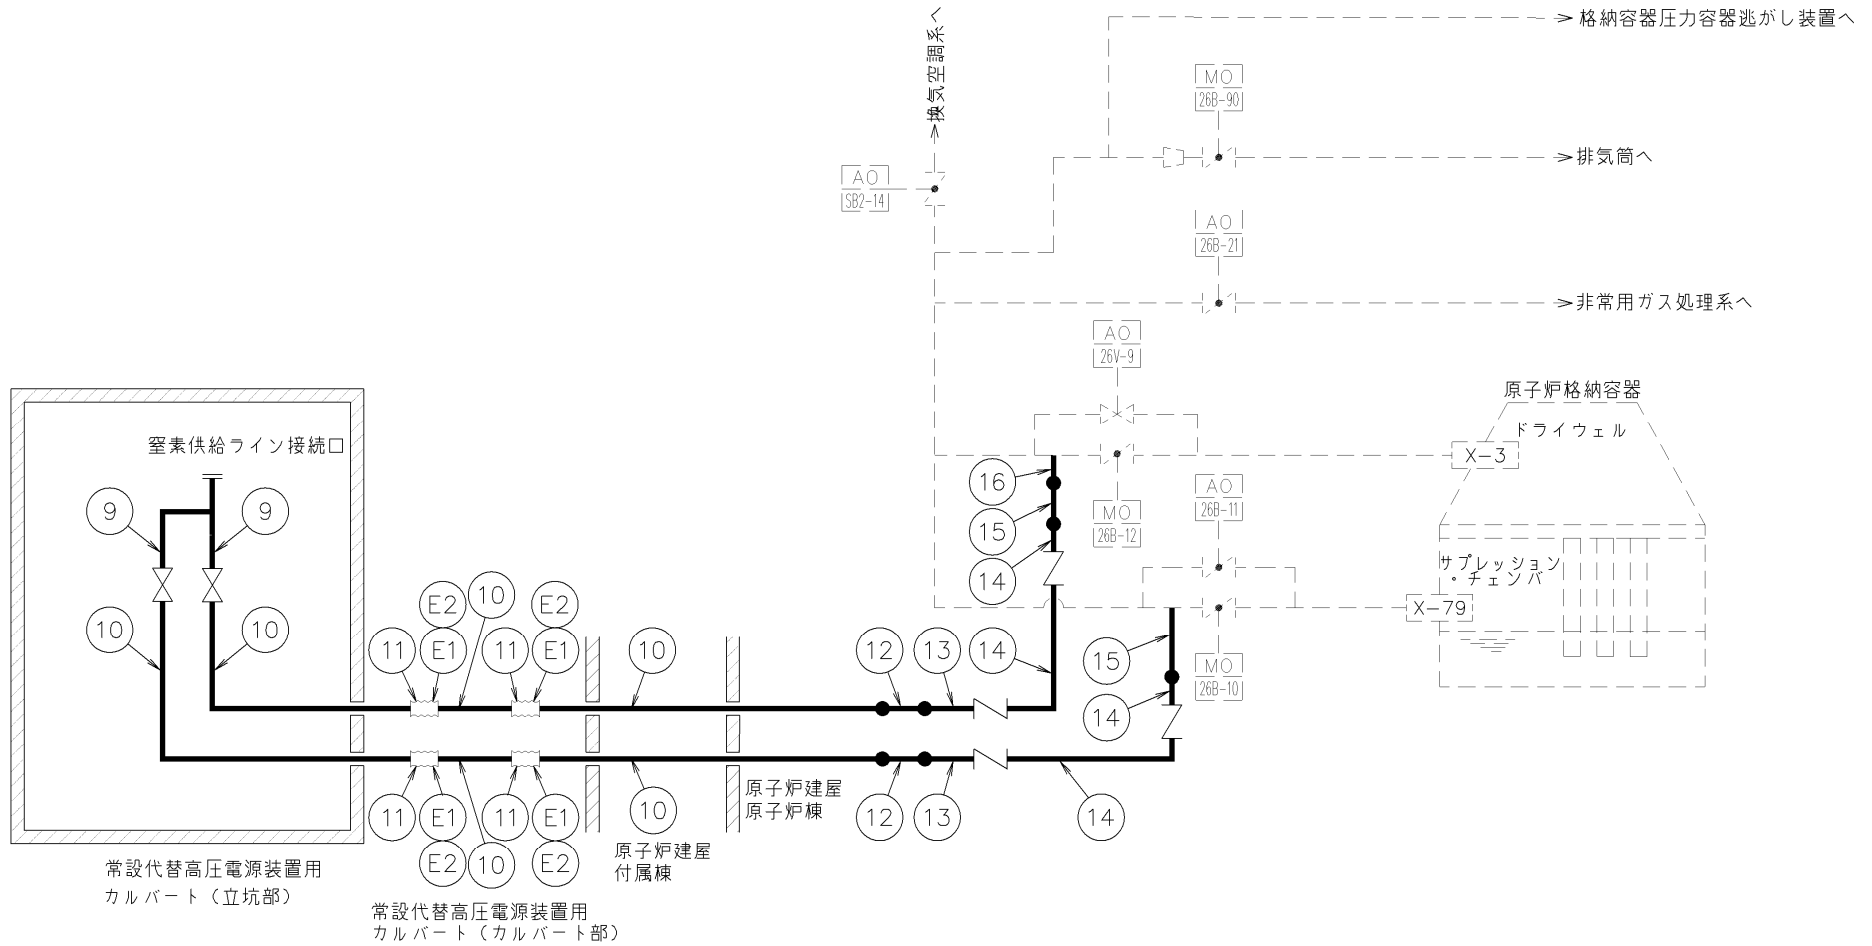 換気空調系へ
格納容器圧力容器逃がし装置へ
MO
26B-90
排気筒へ
AO
SB2-14
AO
26B-21
非常用ガス処理系へ
AO
26V-9
原子炉格納容器
ドライウェル
X-3
窒素供給ライン接続口
9
9
16
MO
26B-12
AO
26B-11
15
14
サプレッション
・チェンバ
X-79
10
10
E2
10
E2
11
E1
11
E1
10
12
13
14
15
MO
26B-10
14
11
E1
11
E1
10
12
13
14
E2
10
E2
原子炉建屋
原子炉棟
原子炉建屋
付属棟
常設代替高圧電源装置用
カルバート（立坑部）
常設代替高圧電源装置用
カルバート（カルバート部）